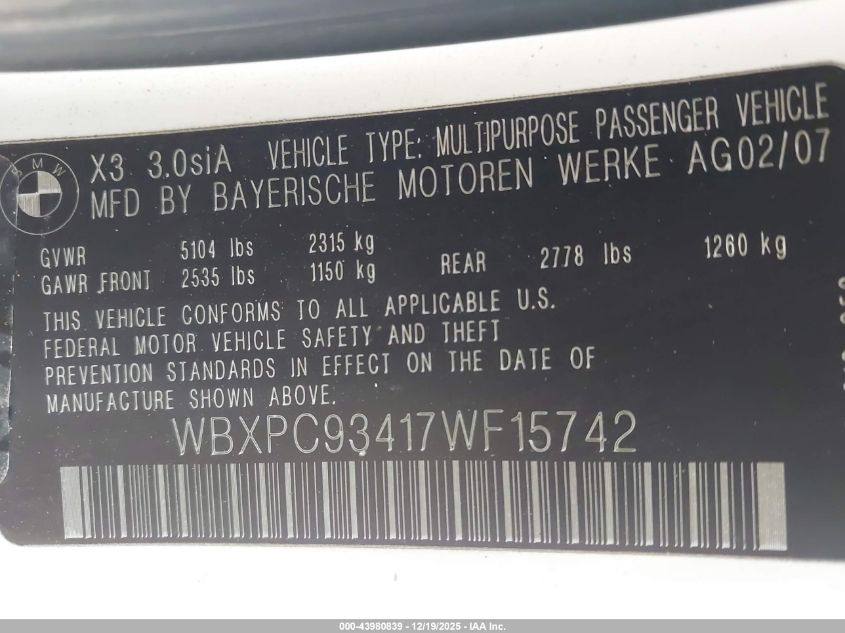 BMW
X3 3.0siA VEHICLE TYPE: MULTIPURPOSE PASSENGER VEHICLE
MFD BY BAYERISCHE MOTOREN WERKE AG02/07
GVWR 5104 lbs 2315 kg
GAWR FRONT 2535 lbs 1150 kg REAR 2778 lbs 1260 kg
THIS VEHICLE CONFORMS TO ALL APPLICABLE U.S.
FEDERAL MOTOR VEHICLE SAFETY AND THEFT
PREVENTION STANDARDS IN EFFECT ON THE DATE OF
MANUFACTURE SHOWN ABOVE.
WBXPC93417WF15742
000-43980839 - 12/19/2025 - IAA Inc.